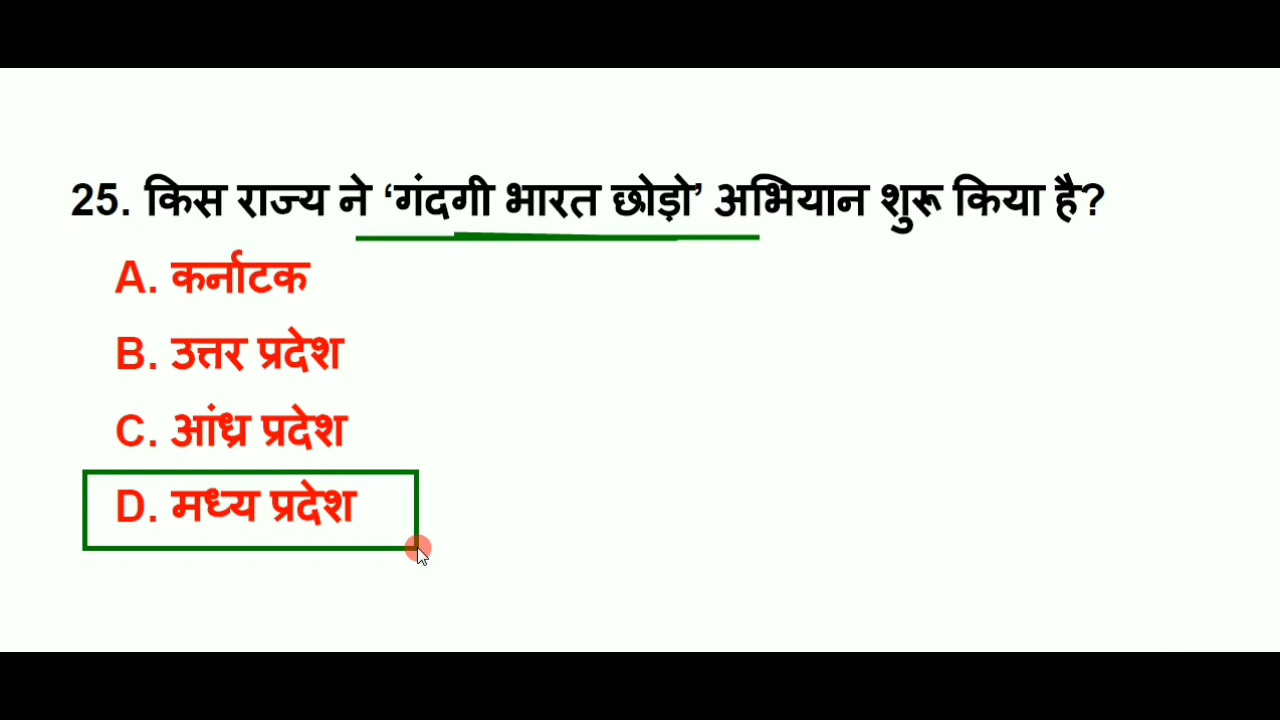 25. किस राज्य ने ‘गंदगी भारत छोड़ो’ अभियान शुरू किया है?
A. कर्नाटक
B. उत्तर प्रदेश
C. आंध्र प्रदेश
D. मध्य प्रदेश